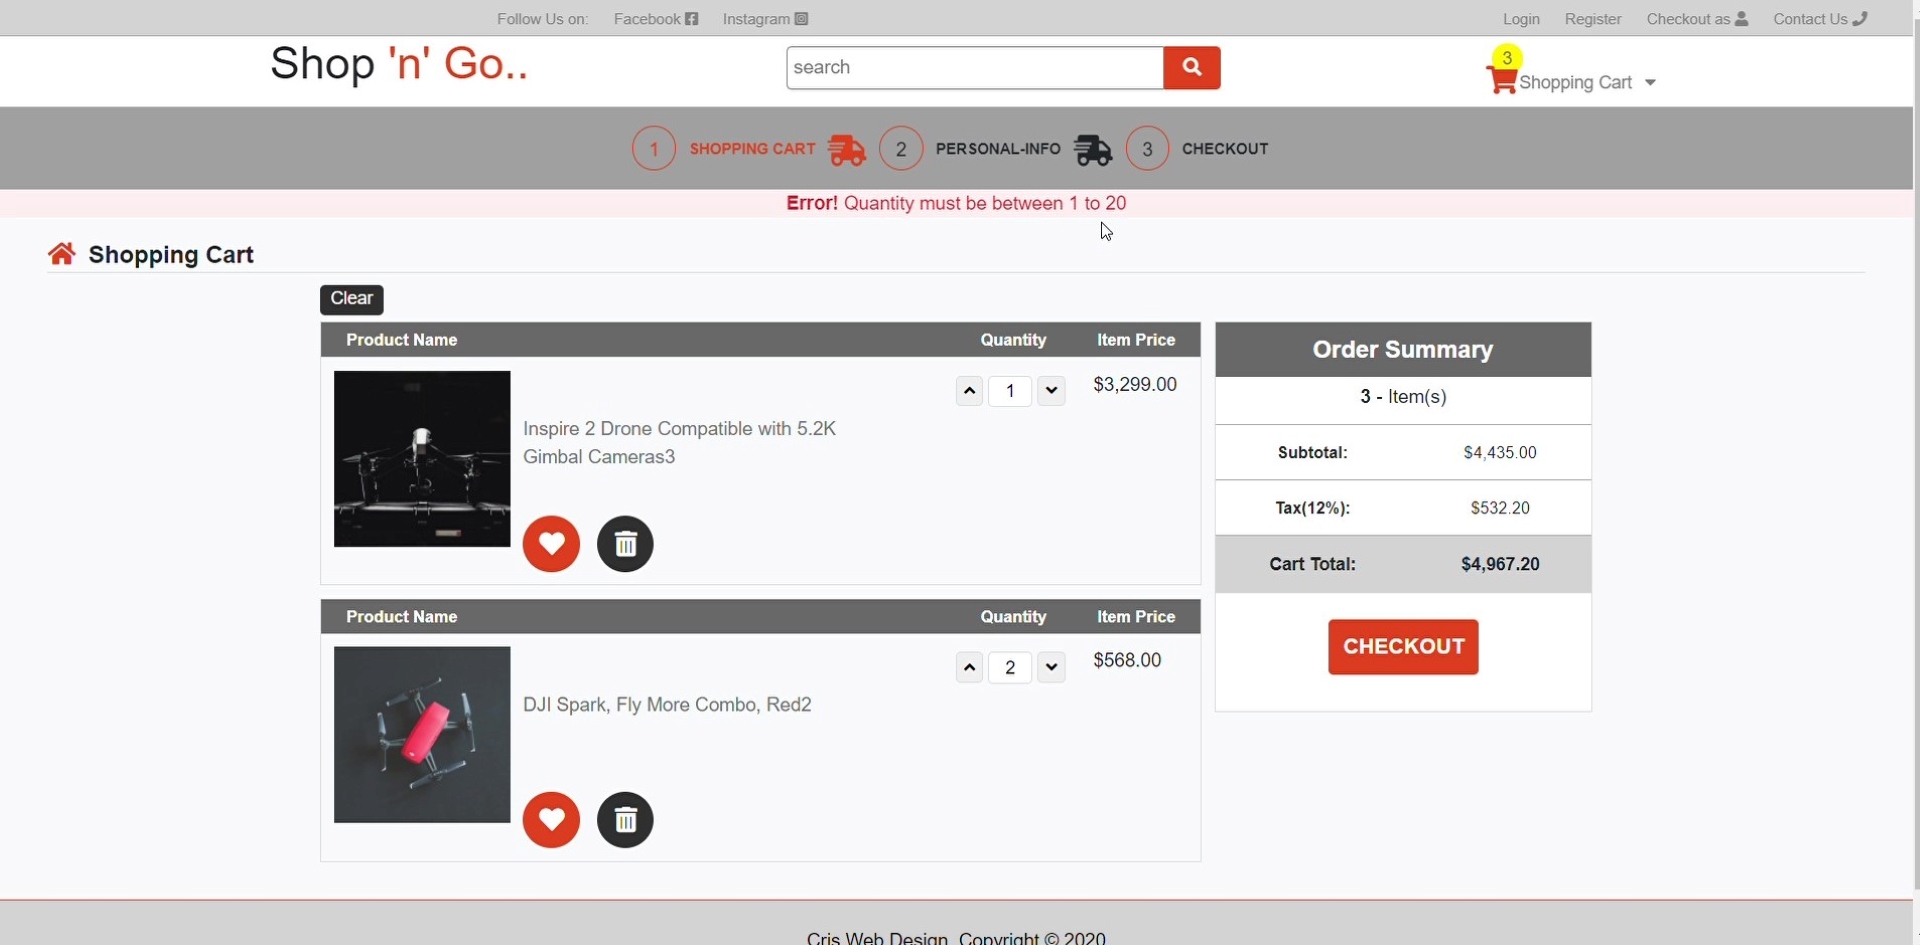 Follow Us on: Facebook Instagram Login Register Checkout as Contact Us
Shop 'n' Go.. search 3 Shopping Cart
1 SHOPPING CART 2 PERSONAL-INFO 3 CHECKOUT
Error! Quantity must be between 1 to 20
Shopping Cart
Clear
Product Name Quantity Item Price
1 $3,299.00
Inspire 2 Drone Compatible with 5.2K
Gimbal Cameras3
Product Name Quantity Item Price
2 $568.00
DJI Spark, Fly More Combo, Red2
Order Summary
3 - Item(s)
Subtotal: $4,435.00
Tax(12%): $532.20
Cart Total: $4,967.20
CHECKOUT
Cris Web Design, Copyright © 2020